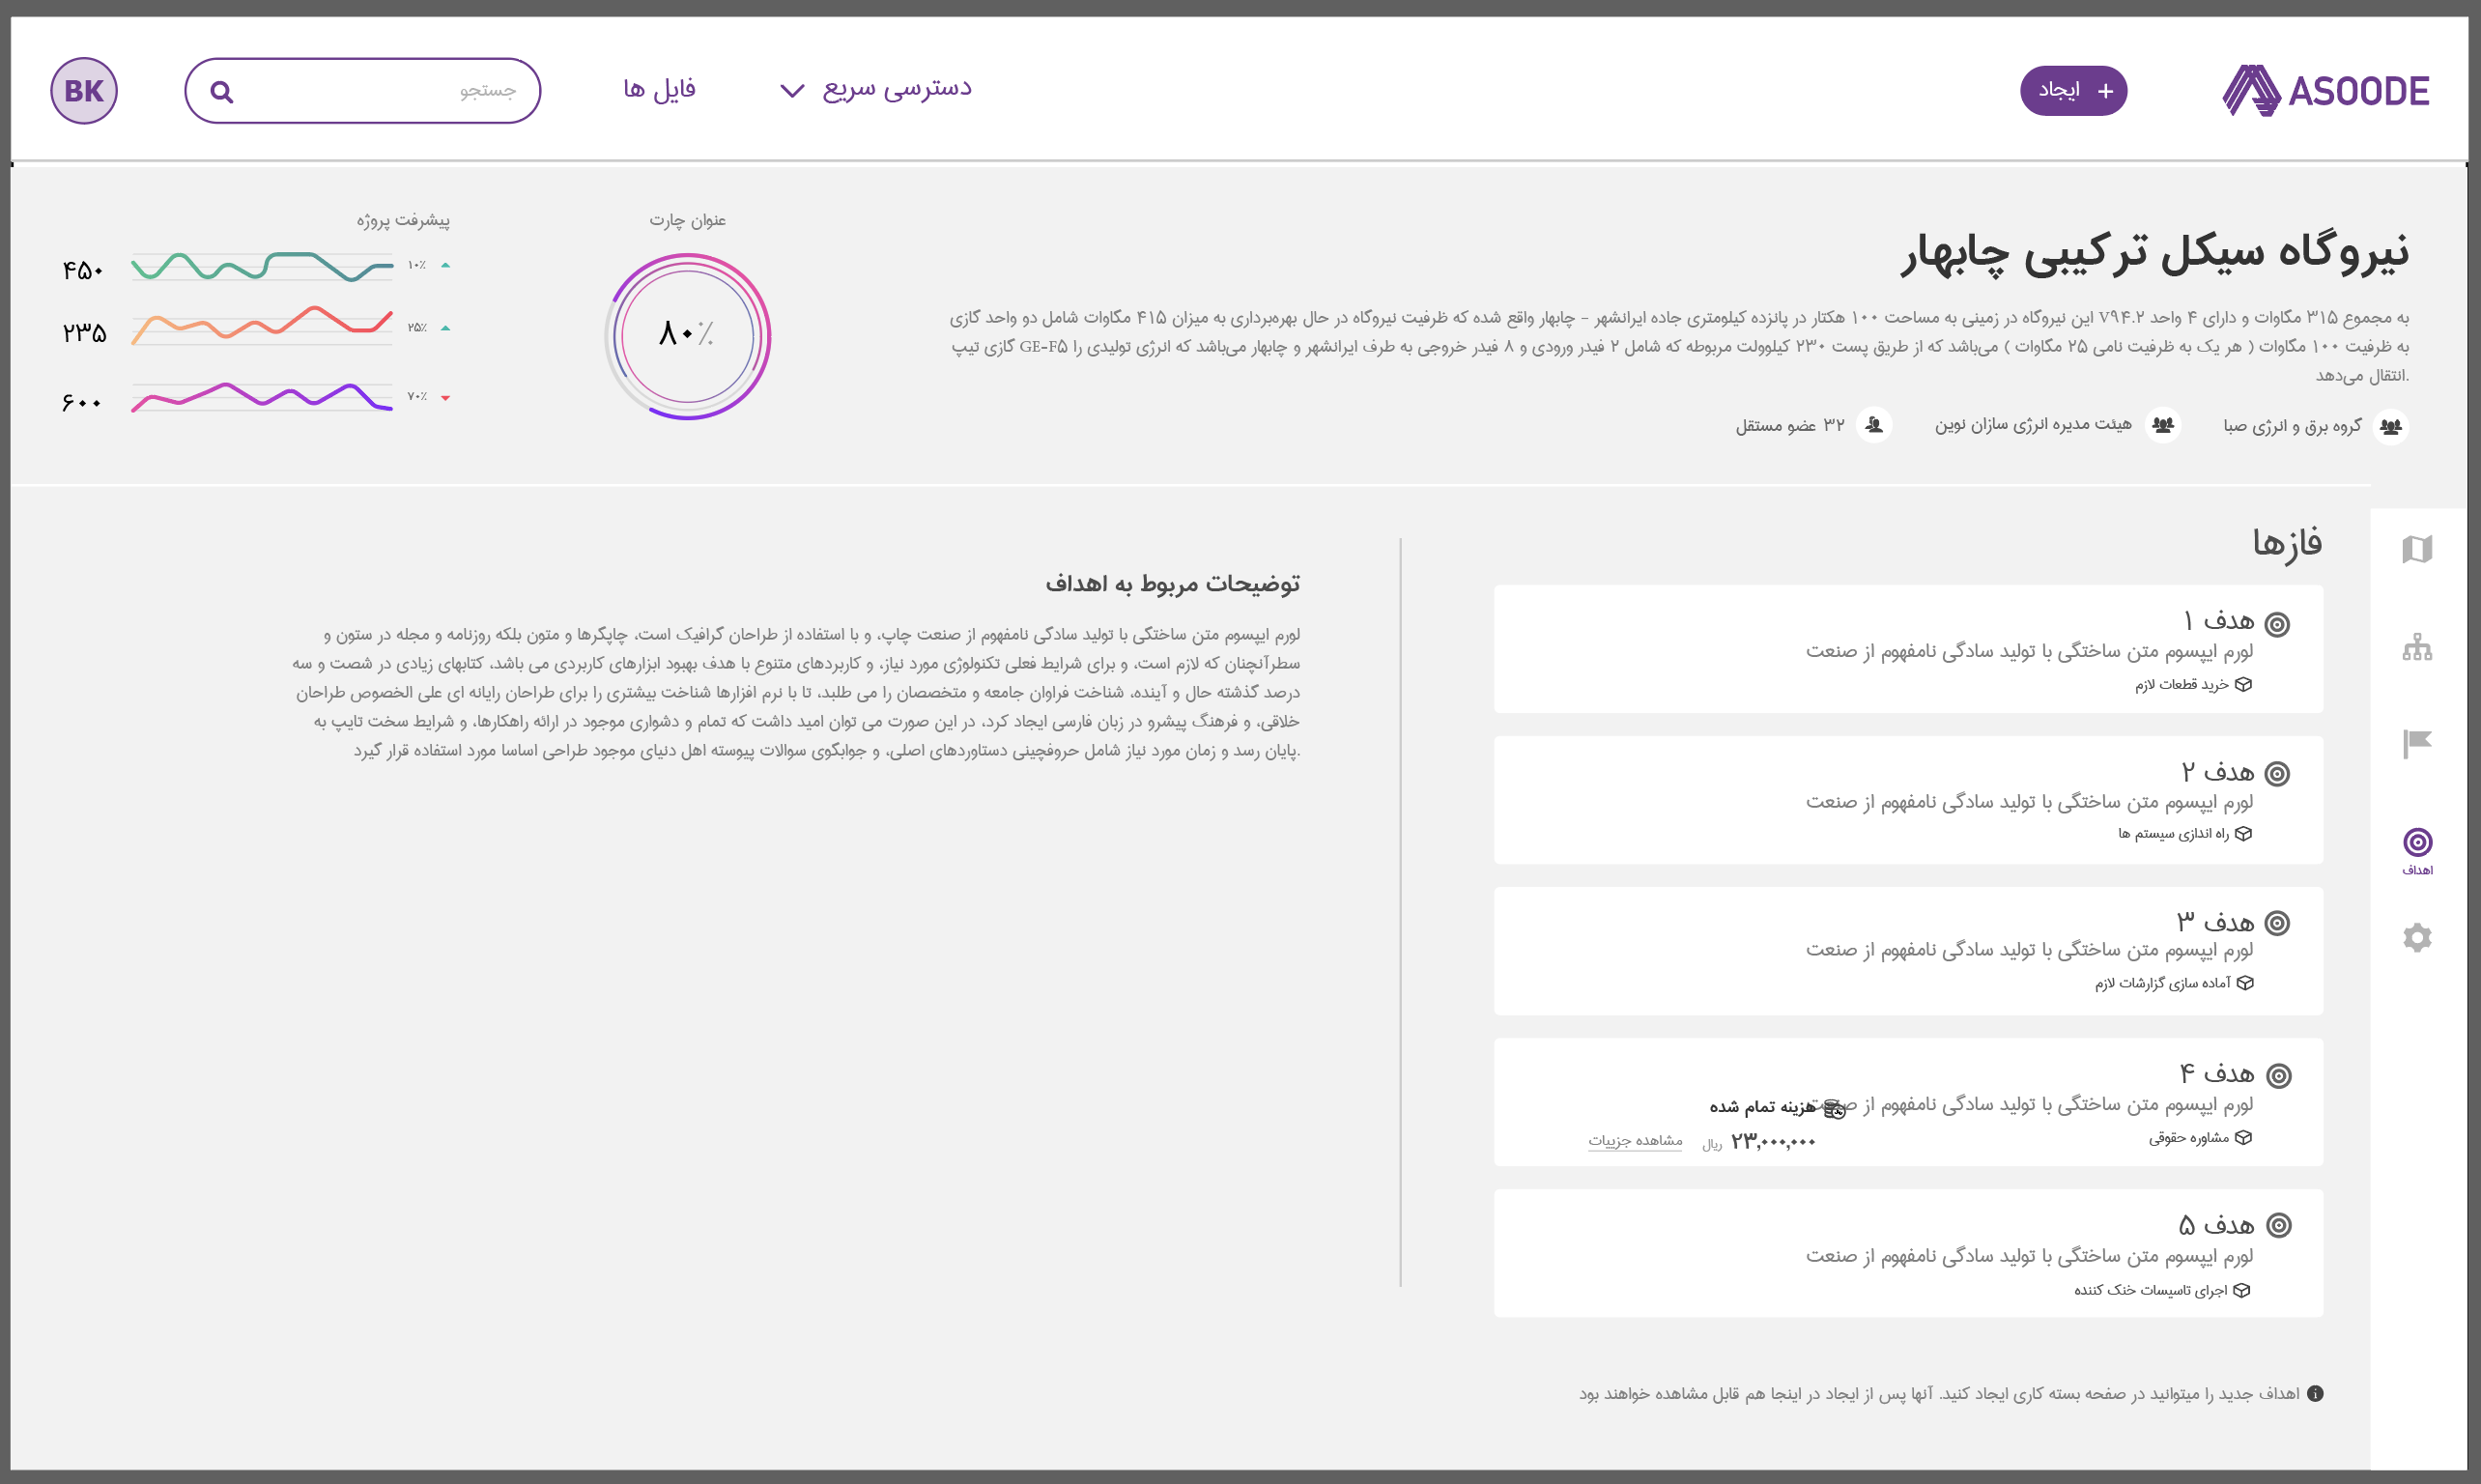 ASOODE
+ ایجاد
دسترسی سریع
فایل ها
جستجو
BK
نیروگاه سیکل ترکیبی چابهار
این نیروگاه در زمینی به مساحت ۱۰۰ هکتار در پانزده کیلومتری جاده ایرانشهر – چابهار واقع شده که ظرفیت نیروگاه در حال بهره‌برداری به میزان ۴۱۵ مگاوات شامل دو واحد گازی V۹۴.۲ به مجموع ۳۱۵ مگاوات و دارای ۴ واحد
گازی تیپ GE-F۵ به ظرفیت ۱۰۰ مگاوات ( هر یک به ظرفیت نامی ۲۵ مگاوات ) می‌باشد که از طریق پست ۲۳۰ کیلوولت مربوطه که شامل ۲ فیدر ورودی و ۸ فیدر خروجی به طرف ایرانشهر و چابهار می‌باشد که انرژی تولیدی را
.انتقال می‌دهد
گروه برق و انرژی صبا
هیئت مدیره انرژی سازان نوین
۳۲ عضو مستقل
عنوان چارت
۸۰٪
پیشرفت پروژه
۱۰٪
۴۵۰
۲۵٪
۲۳۵
۷۰٪
۶۰۰
اهداف
فازها
هدف ۱
لورم ایپسوم متن ساختگی با تولید سادگی نامفهوم از صنعت
خرید قطعات لازم
هدف ۲
لورم ایپسوم متن ساختگی با تولید سادگی نامفهوم از صنعت
راه اندازی سیستم ها
هدف ۳
لورم ایپسوم متن ساختگی با تولید سادگی نامفهوم از صنعت
آماده سازی گزارشات لازم
هدف ۴
لورم ایپسوم متن ساختگی با تولید سادگی نامفهوم از صنعت
مشاوره حقوقی
هزینه تمام شده
۲۳,۰۰۰,۰۰۰ ریال
مشاهده جزییات
هدف ۵
لورم ایپسوم متن ساختگی با تولید سادگی نامفهوم از صنعت
اجرای تاسیسات خنک کننده
اهداف جدید را میتوانید در صفحه بسته کاری ایجاد کنید. آنها پس از ایجاد در اینجا هم قابل مشاهده خواهند بود
توضیحات مربوط به اهداف
لورم ایپسوم متن ساختگی با تولید سادگی نامفهوم از صنعت چاپ، و با استفاده از طراحان گرافیک است، چاپگرها و متون بلکه روزنامه و مجله در ستون و
سطرآنچنان که لازم است، و برای شرایط فعلی تکنولوژی مورد نیاز، و کاربردهای متنوع با هدف بهبود ابزارهای کاربردی می باشد، کتابهای زیادی در شصت و سه
درصد گذشته حال و آینده، شناخت فراوان جامعه و متخصصان را می طلبد، تا با نرم افزارها شناخت بیشتری را برای طراحان رایانه ای علی الخصوص طراحان
خلاقی، و فرهنگ پیشرو در زبان فارسی ایجاد کرد، در این صورت می توان امید داشت که تمام و دشواری موجود در ارائه راهکارها، و شرایط سخت تایپ به
.پایان رسد و زمان مورد نیاز شامل حروفچینی دستاوردهای اصلی، و جوابگوی سوالات پیوسته اهل دنیای موجود طراحی اساسا مورد استفاده قرار گیرد